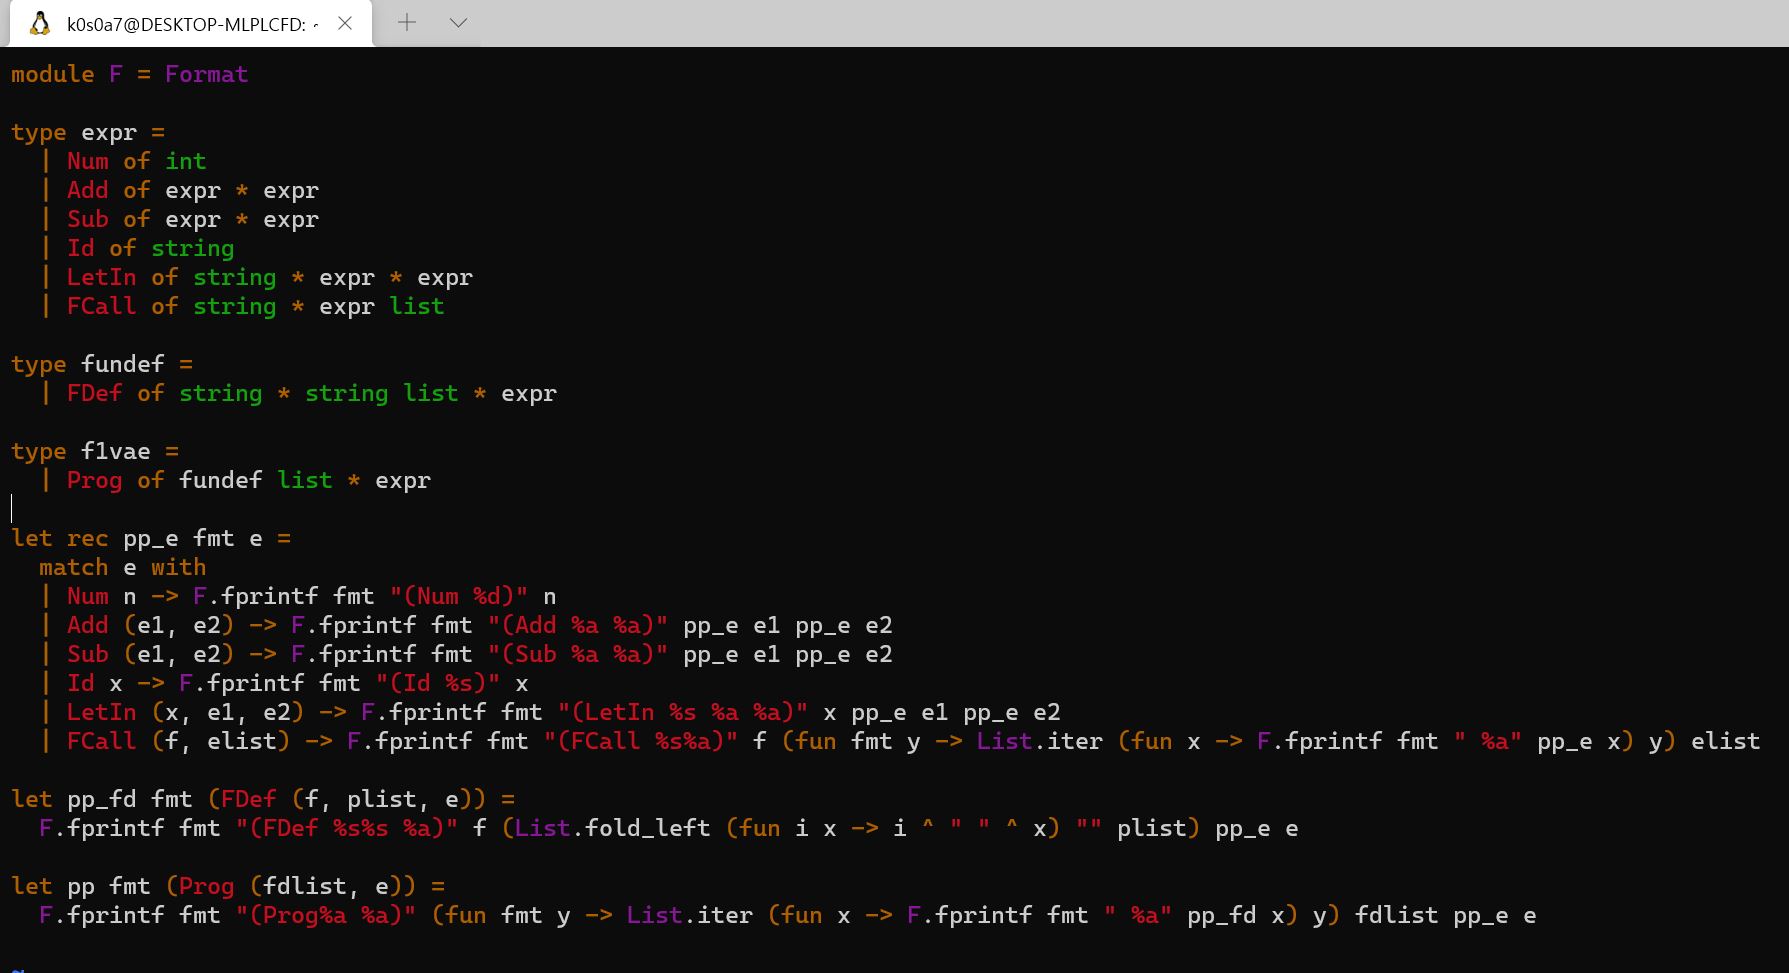 k0s0a7@DESKTOP-MLPLCFD: ~
module F = Format
type expr =
  | Num of int
  | Add of expr * expr
  | Sub of expr * expr
  | Id of string
  | LetIn of string * expr * expr
  | FCall of string * expr list
type fundef =
  | FDef of string * string list * expr
type f1vae =
  | Prog of fundef list * expr
let rec pp_e fmt e =
  match e with
  | Num n -> F.fprintf fmt "(Num %d)" n
  | Add (e1, e2) -> F.fprintf fmt "(Add %a %a)" pp_e e1 pp_e e2
  | Sub (e1, e2) -> F.fprintf fmt "(Sub %a %a)" pp_e e1 pp_e e2
  | Id x -> F.fprintf fmt "(Id %s)" x
  | LetIn (x, e1, e2) -> F.fprintf fmt "(LetIn %s %a %a)" x pp_e e1 pp_e e2
  | FCall (f, elist) -> F.fprintf fmt "(FCall %s%a)" f (fun fmt y -> List.iter (fun x -> F.fprintf fmt " %a" pp_e x) y) elist
let pp_fd fmt (FDef (f, plist, e)) =
  F.fprintf fmt "(FDef %s%s %a)" f (List.fold_left (fun i x -> i ^ " " ^ x) "" plist) pp_e e
let pp fmt (Prog (fdlist, e)) =
  F.fprintf fmt "(Prog%a %a)" (fun fmt y -> List.iter (fun x -> F.fprintf fmt " %a" pp_fd x) y) fdlist pp_e e
~